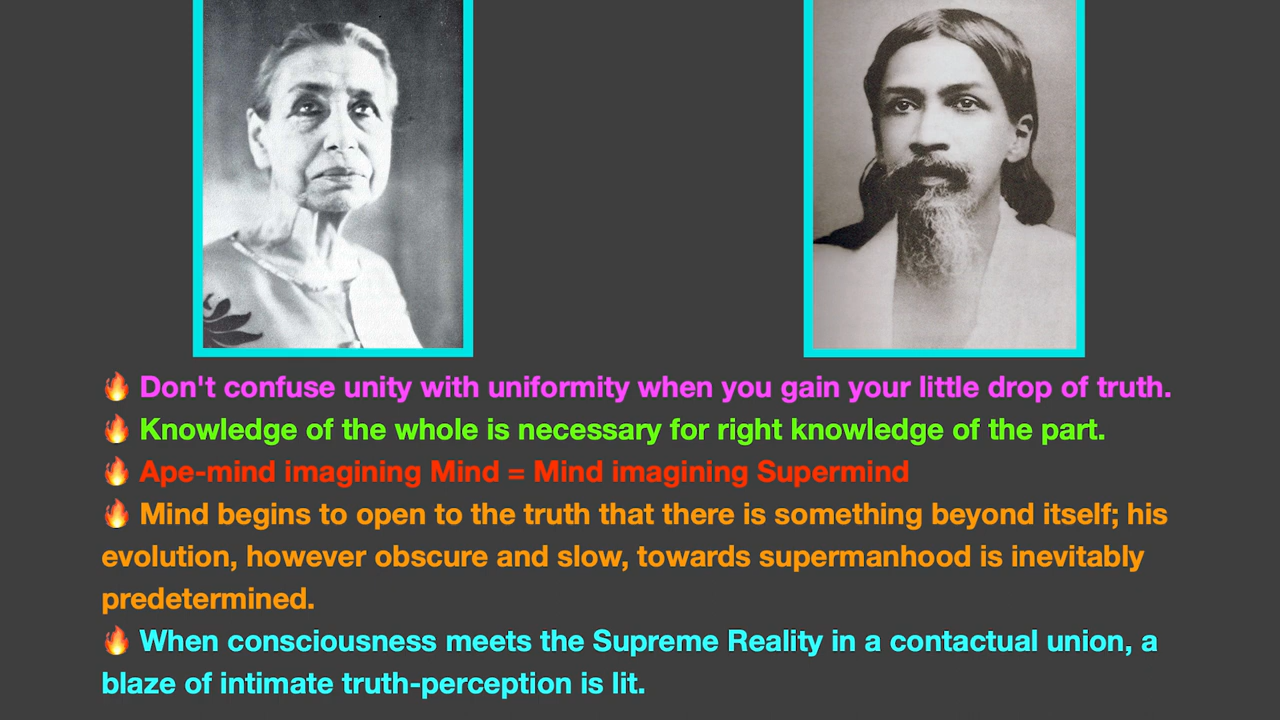 🔥 Don't confuse unity with uniformity when you gain your little drop of truth.
🔥 Knowledge of the whole is necessary for right knowledge of the part.
🔥 Ape-mind imagining Mind = Mind imagining Supermind
🔥 Mind begins to open to the truth that there is something beyond itself; his
evolution, however obscure and slow, towards supermanhood is inevitably
predetermined.
🔥 When consciousness meets the Supreme Reality in a contactual union, a
blaze of intimate truth-perception is lit.